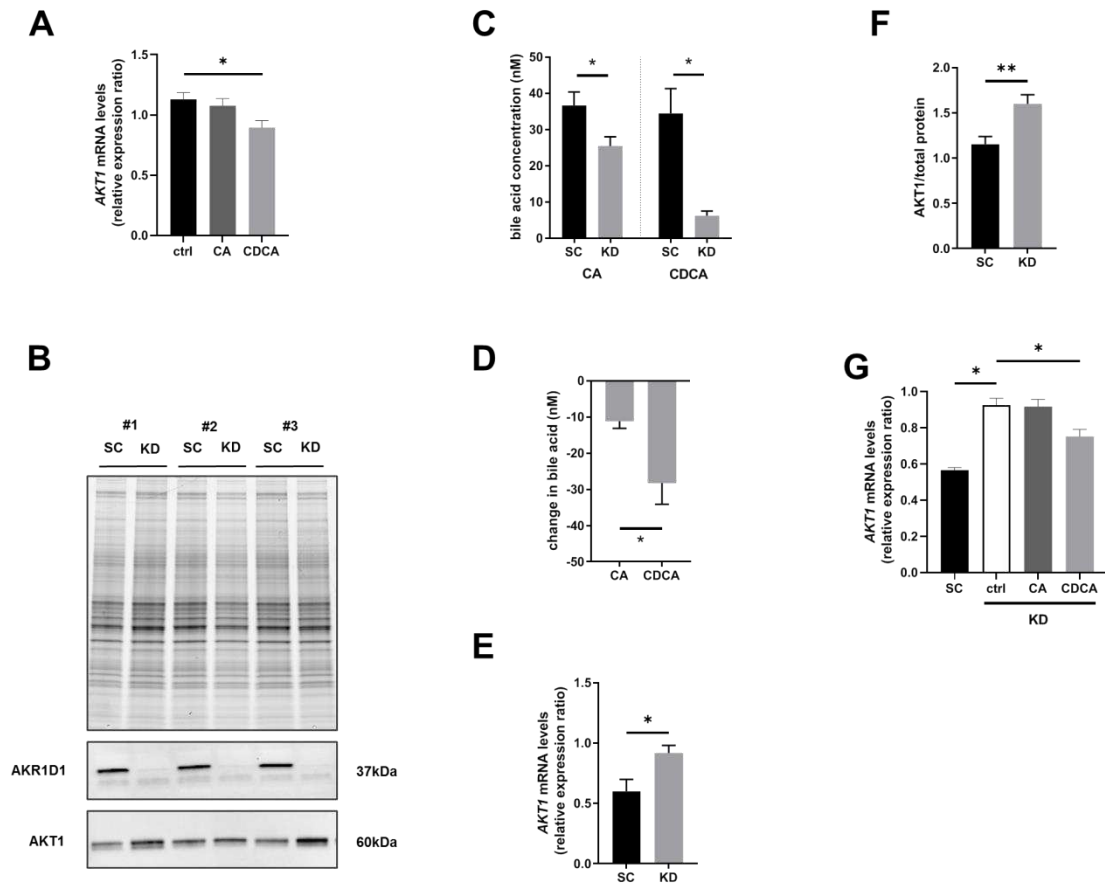 A
AKT1 mRNA levels
(relative expression ratio)
1.5
1.0
0.5
0.0
*
ctrl CA CDCA
B
#1 #2 #3
SC KD SC KD SC KD
AKR1D1 37kDa
AKT1 60kDa
C
bile acid concentration (nM)
50
40
30
20
10
0
* *
SC KD SC KD
CA CDCA
D
change in bile acid (nM)
0
-10
-20
-30
-40
-50
*
CA CDCA
E
AKT1 mRNA levels
(relative expression ratio)
1.5
1.0
0.5
0.0
*
SC KD
F
AKT1/total protein
2.0
1.5
1.0
0.5
0.0
**
SC KD
G
AKT1 mRNA levels
(relative expression ratio)
1.0
0.8
0.6
0.4
0.2
0.0
* *
SC ctrl CA CDCA
KD